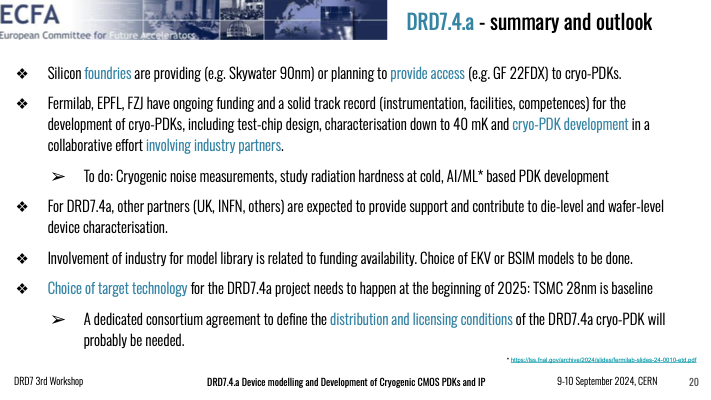 ECFA
European Committee for Future Accelerators
DRD7.4.a - summary and outlook
❖ Silicon foundries are providing (e.g. Skywater 90nm) or planning to provide access (e.g. GF 22FDX) to cryo-PDKs.
❖ Fermilab, EPFL, FZJ have ongoing funding and a solid track record (instrumentation, facilities, competences) for the
development of cryo-PDKs, including test-chip design, characterisation down to 40 mK and cryo-PDK development in a
collaborative effort involving industry partners.
➢ To do: Cryogenic noise measurements, study radiation hardness at cold, AI/ML* based PDK development
❖ For DRD7.4a, other partners (UK, INFN, others) are expected to provide support and contribute to die-level and wafer-level
device characterisation.
❖ Involvement of industry for model library is related to funding availability. Choice of EKV or BSIM models to be done.
❖ Choice of target technology for the DRD7.4a project needs to happen at the beginning of 2025: TSMC 28nm is baseline
➢ A dedicated consortium agreement to define the distribution and licensing conditions of the DRD7.4a cryo-PDK will
probably be needed.
* https://lss.fnal.gov/archive/2024/slides/fermilab-slides-24-0010-etd.pdf
DRD7 3rd Workshop
DRD7.4.a Device modelling and Development of Cryogenic CMOS PDKs and IP
9-10 September 2024, CERN
20